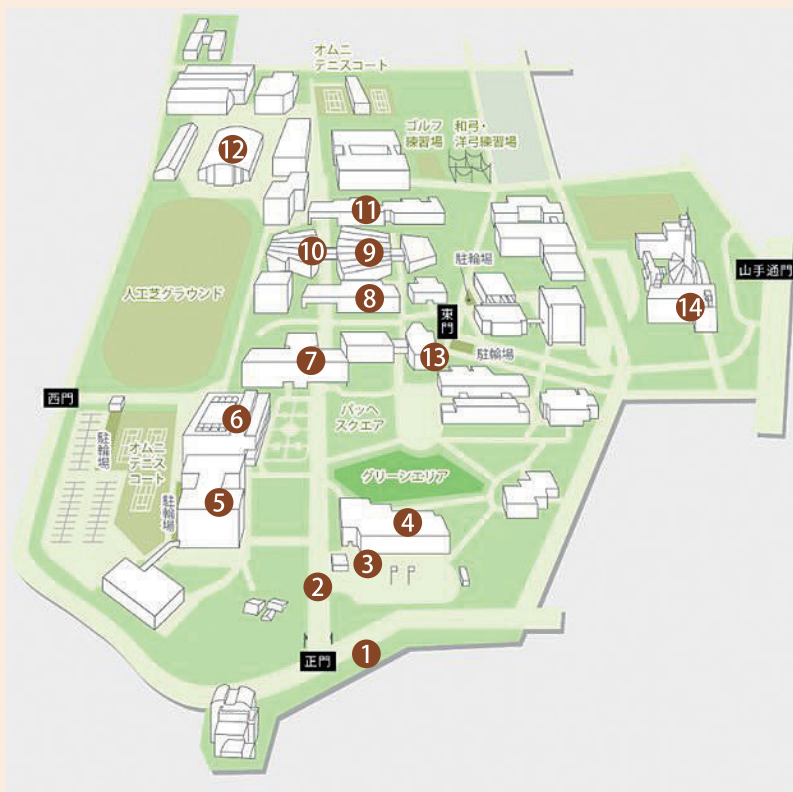 オムニ
テニスコート
ゴルフ
練習場
和弓・
洋弓練習場
12
11
10
9
駐輪場
山手通門
人工芝グラウンド
8
14
東門
13
駐輪場
7
西門
6
バッヘ
スクエア
駐輪場
オムニ
テニス
コート
グリーンエリア
5
駐輪場
4
3
2
1
正門